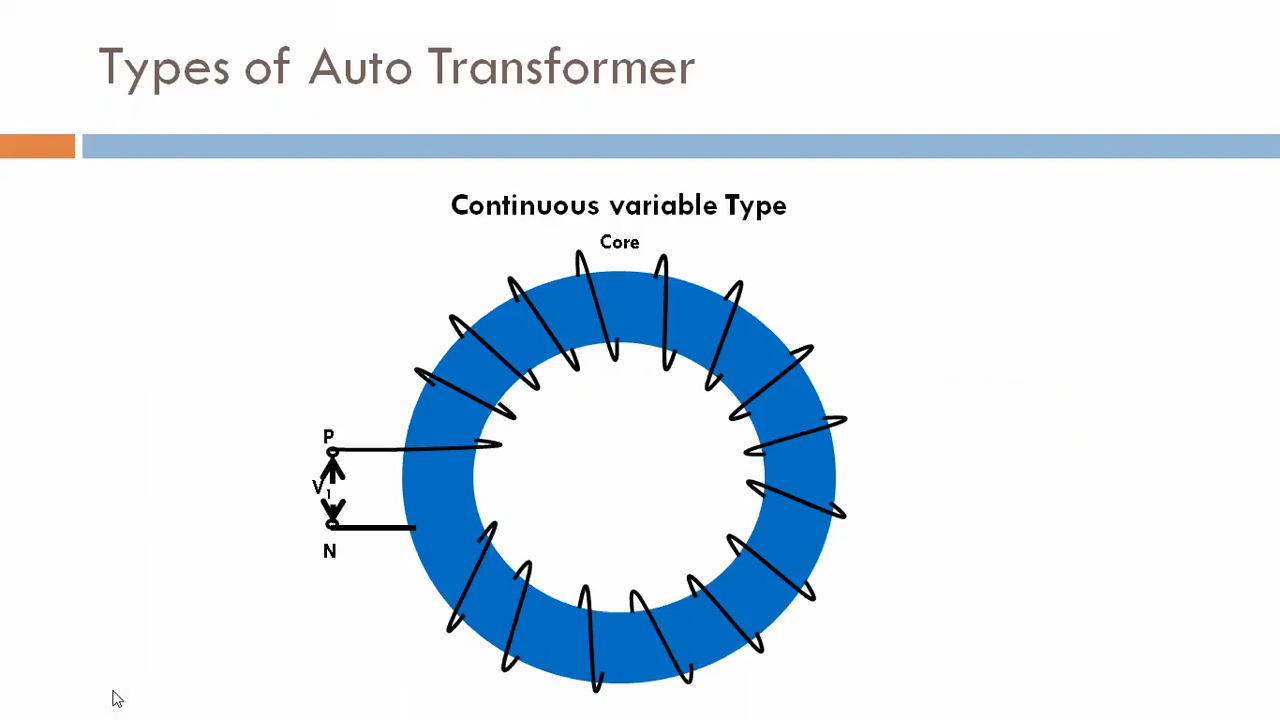 Types of Auto Transformer
Continuous variable Type
Core
P
V1
N